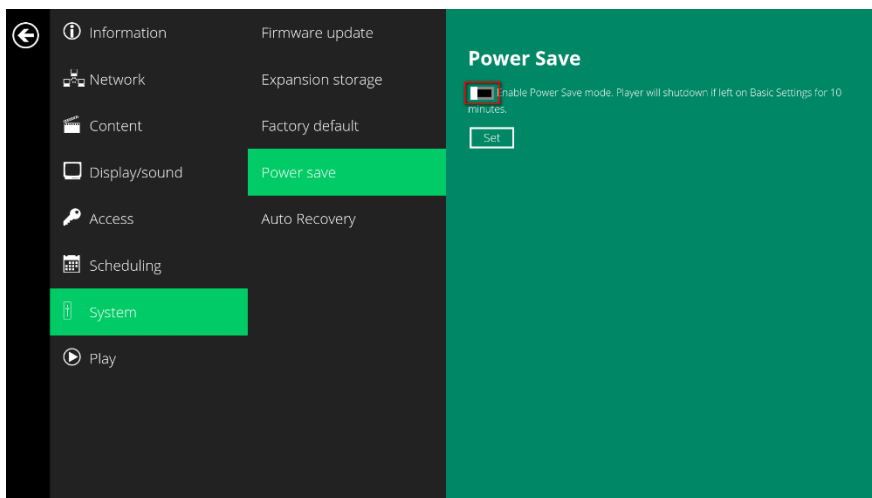 Information
Network
Content
Display/sound
Access
Scheduling
System
Play
Firmware update
Expansion storage
Factory default
Power save
Auto Recovery
Power Save
Enable Power Save mode. Player will shutdown if left on Basic Settings for 10
minutes.
Set